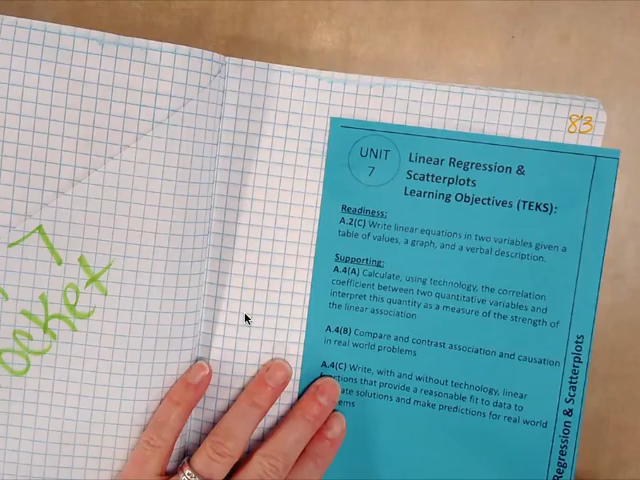 7
ocket
83
UNIT
7
Linear Regression &
Scatterplots
Learning Objectives (TEKS):
Readiness:
A.2(C) Write linear equations in two variables given a
table of values, a graph, and a verbal description.
Supporting:
A.4(A) Calculate, using technology, the correlation
coefficient between two quantitative variables and
interpret this quantity as a measure of the strength of
the linear association
A.4(B) Compare and contrast association and causation
in real world problems
A.4(C) Write, with and without technology, linear
that provide a reasonable fit to data to
solutions and make predictions for real world
Regression & Scatterplots